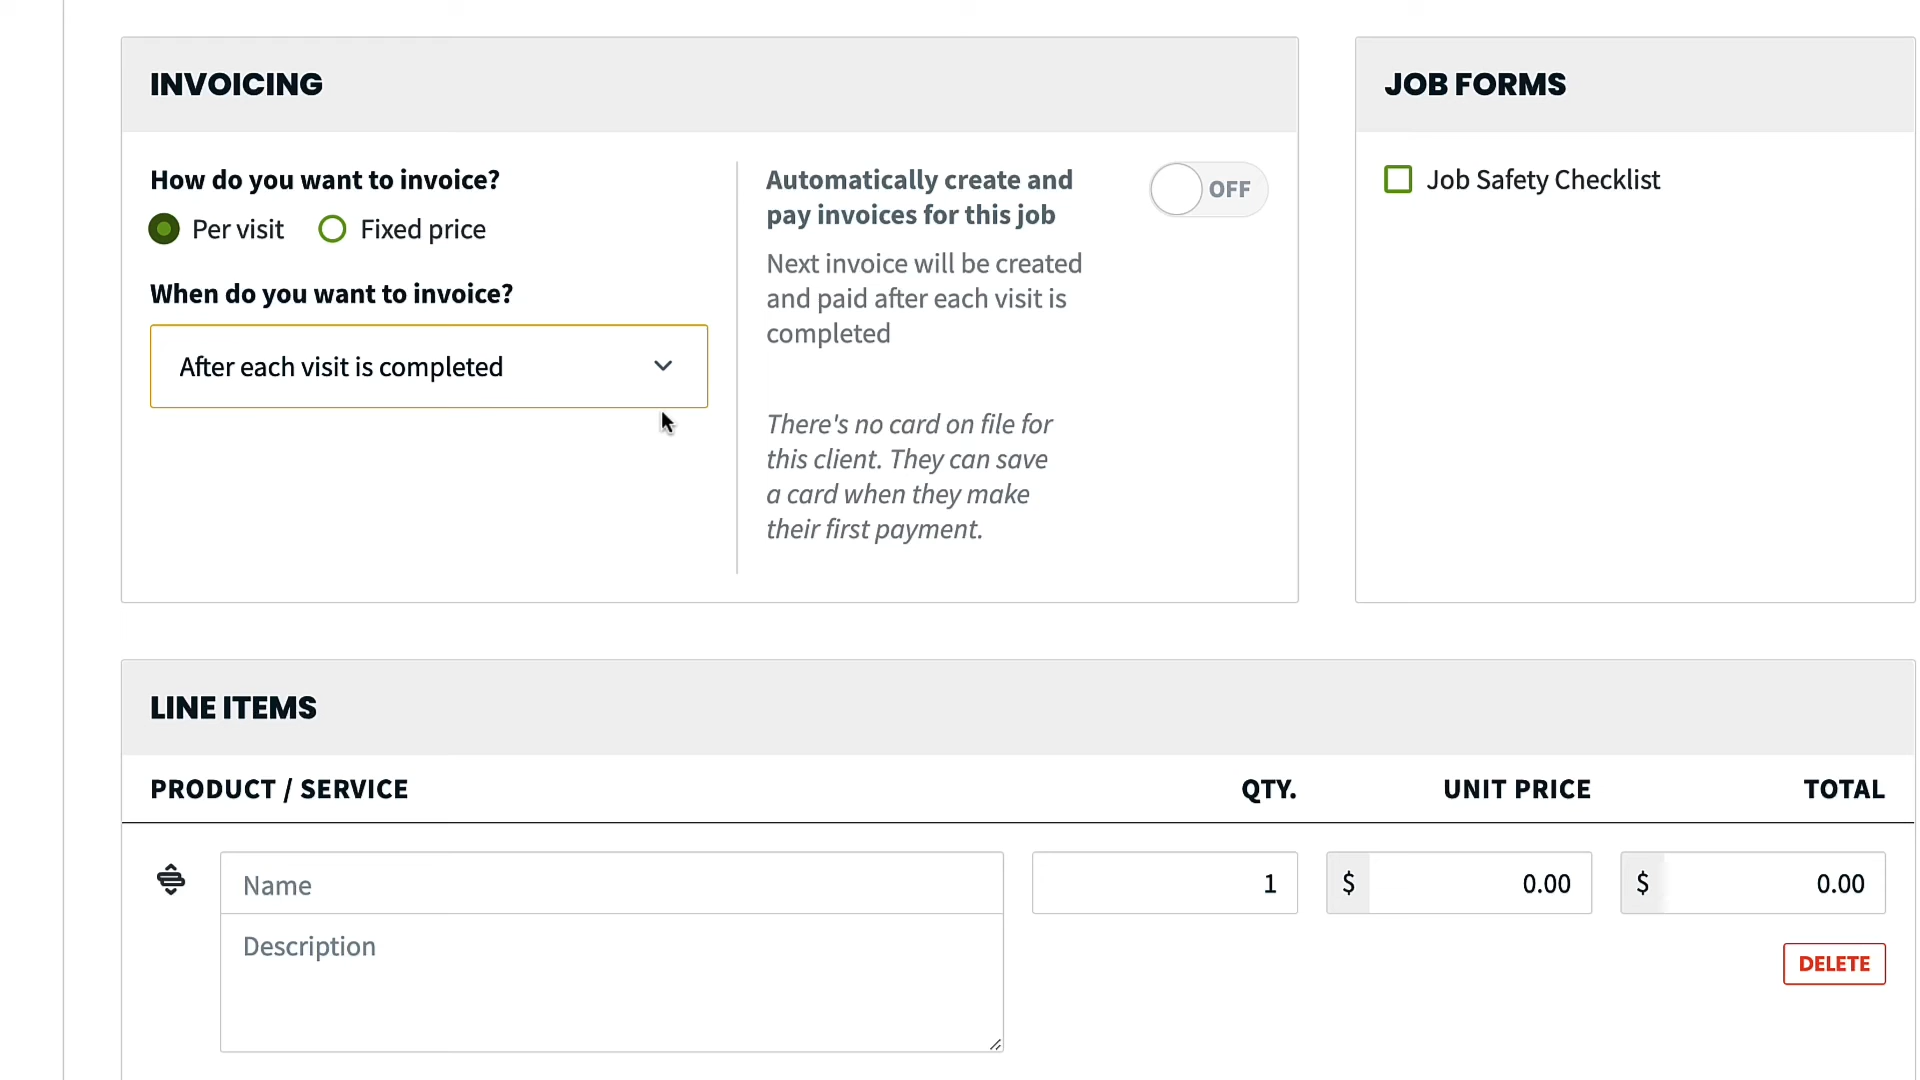 INVOICING
How do you want to invoice?
Per visit
Fixed price
When do you want to invoice?
After each visit is completed
Automatically create and
pay invoices for this job
OFF
Next invoice will be created
and paid after each visit is
completed
There's no card on file for
this client. They can save
a card when they make
their first payment.
JOB FORMS
Job Safety Checklist
LINE ITEMS
PRODUCT / SERVICE QTY. UNIT PRICE TOTAL
Name 1 $ 0.00 $ 0.00
Description
DELETE